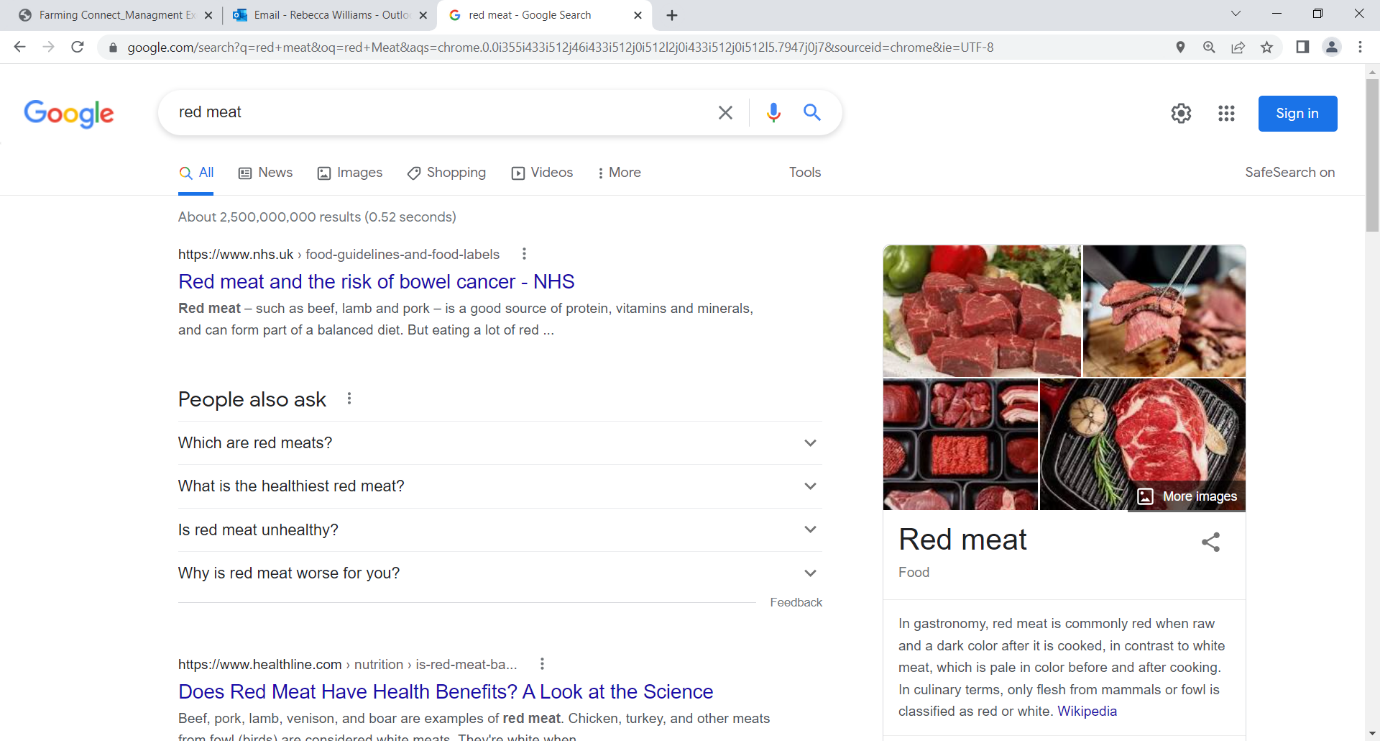 Farming Connect_Managment Ex
Email - Rebecca Williams - Outlo
red meat - Google Search
google.com/search?q=red+meat&oq=red+Meat&aqs=chrome.0.0i355i433i512j46i433i512j0i512l2j0i433i512j0i512l5.7947j0j7&sourceid=chrome&ie=UTF-8
Google
red meat
Sign in
All
News
Images
Shopping
Videos
More
Tools
SafeSearch on
About 2,500,000,000 results (0.52 seconds)
https://www.nhs.uk › food-guidelines-and-food-labels
Red meat and the risk of bowel cancer - NHS
Red meat – such as beef, lamb and pork – is a good source of protein, vitamins and minerals,
and can form part of a balanced diet. But eating a lot of red ...
People also ask
Which are red meats?
What is the healthiest red meat?
Is red meat unhealthy?
Why is red meat worse for you?
Feedback
https://www.healthline.com › nutrition › is-red-meat-ba...
Does Red Meat Have Health Benefits? A Look at the Science
Beef, pork, lamb, venison, and boar are examples of red meat. Chicken, turkey, and other meats
from fowl (birds) are considered white meats. They're white when
More images
Red meat
Food
In gastronomy, red meat is commonly red when raw
and a dark color after it is cooked, in contrast to white
meat, which is pale in color before and after cooking.
In culinary terms, only flesh from mammals or fowl is
classified as red or white. Wikipedia